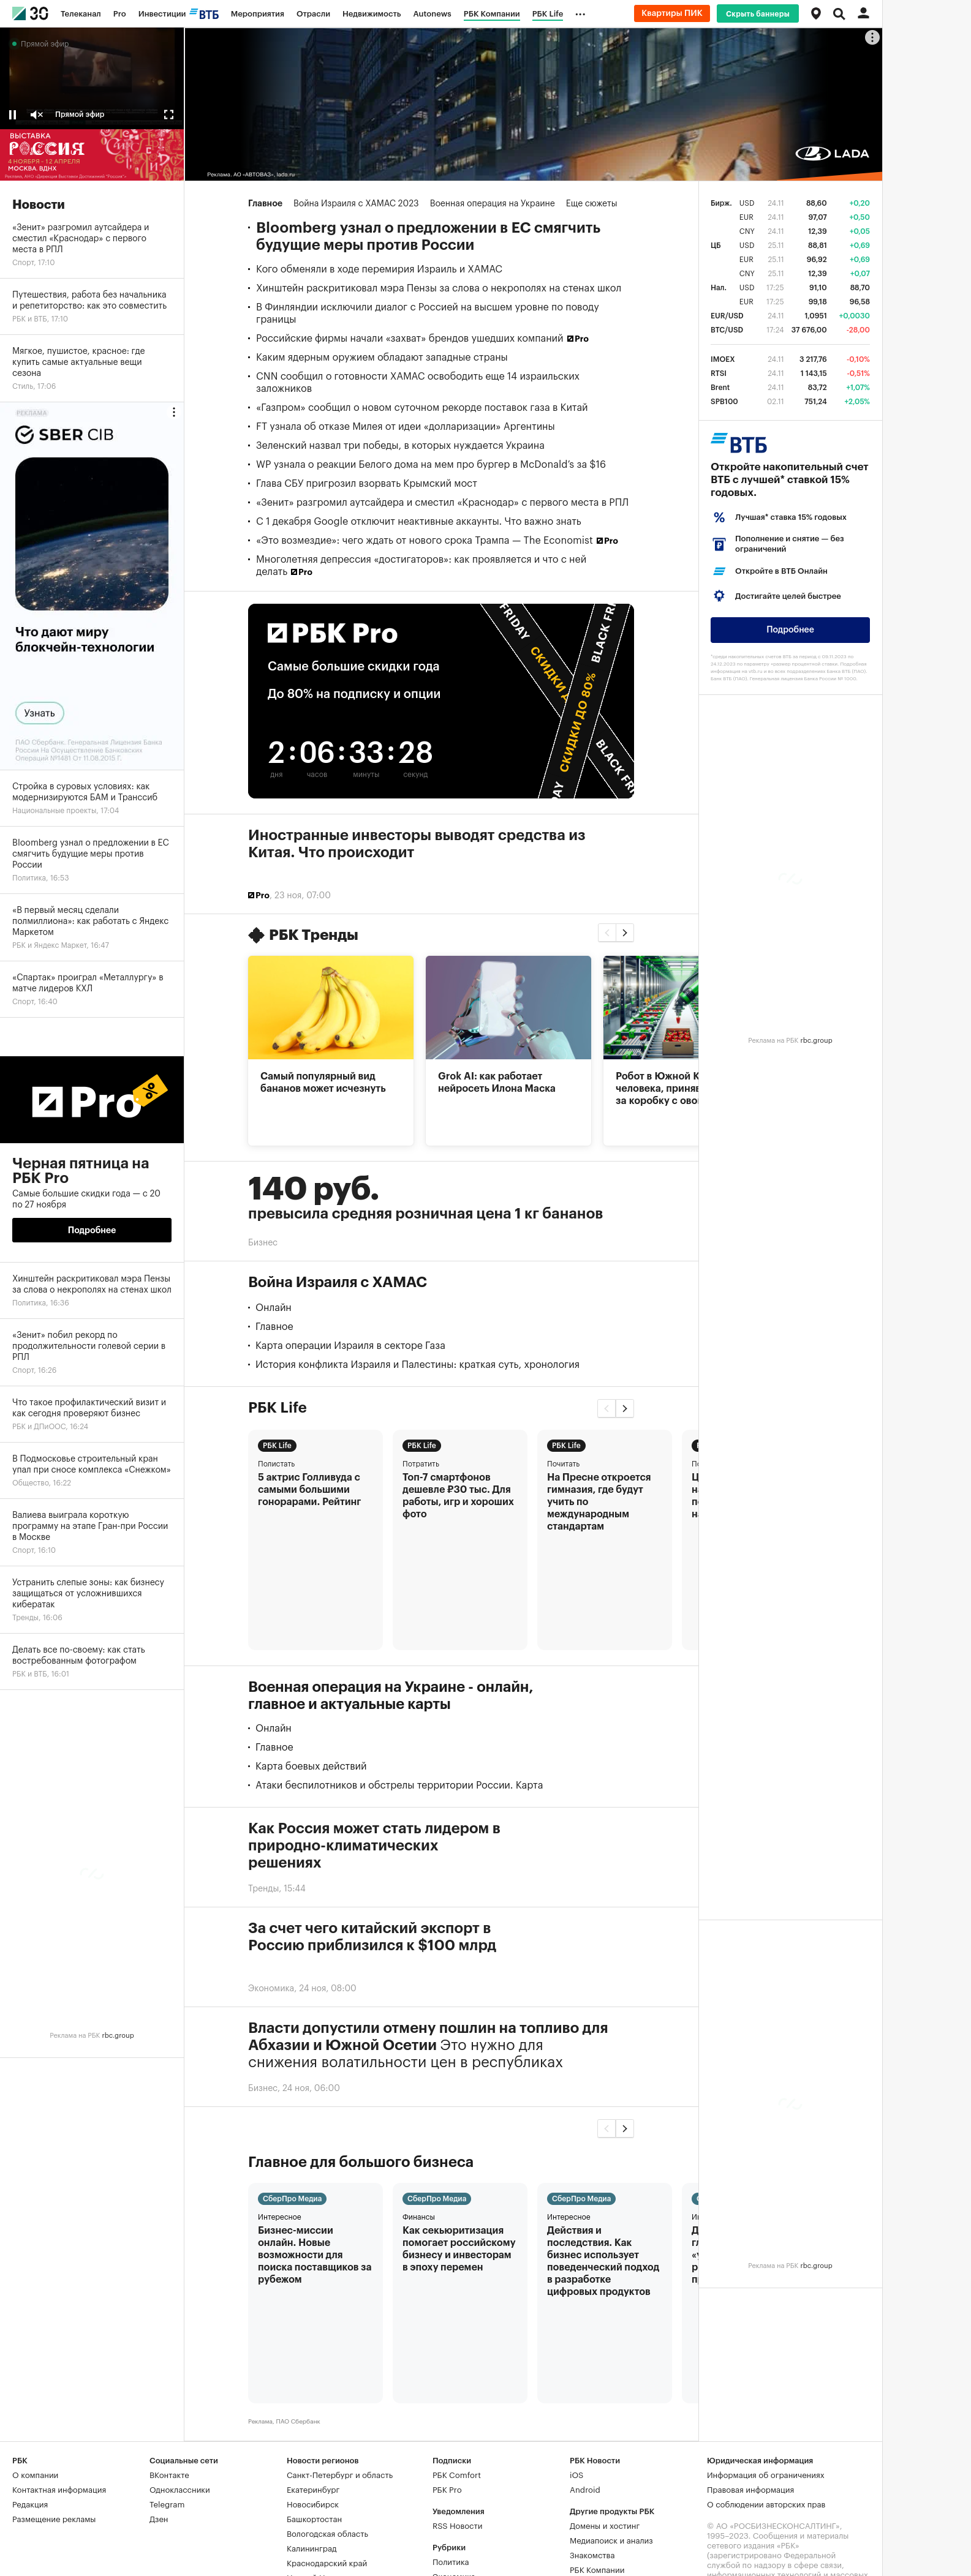 30
Телеканал
Pro
Инвестиции
ВТБ
Мероприятия
Отрасли
Недвижимость
Autonews
РБК Компании
РБК Life
Квартиры ПИК
Скрыть баннеры
Прямой эфир
Прямой эфир
ВЫСТАВКА
РОССИЯ
4 НОЯБРЯ - 12 АПРЕЛЯ
МОСКВА, ВДНХ
Реклама. АО «АВТОВАЗ», lada.ru
LADA
Новости
«Зенит» разгромил аутсайдера и
сместил «Краснодар» с первого
места в РПЛ
Спорт, 17:10
Путешествия, работа без начальника
и репетиторство: как это совместить
РБК и ВТБ, 17:10
Мягкое, пушистое, красное: где
купить самые актуальные вещи
сезона
Стиль, 17:06
РЕКЛАМА
SBER CIB
Что дают миру
блокчейн-технологии
Узнать
ПАО Сбербанк. Генеральная Лицензия Банка
России На Осуществление Банковских
Операций №1481 От 11.08.2015 Г.
Стройка в суровых условиях: как
модернизируются БАМ и Транссиб
Национальные проекты, 17:04
Bloomberg узнал о предложении в ЕС
смягчить будущие меры против
России
Политика, 16:53
«В первый месяц сделали
полмиллиона»: как работать с Яндекс
Маркетом
РБК и Яндекс Маркет, 16:47
«Спартак» проиграл «Металлургу» в
матче лидеров КХЛ
Спорт, 16:40
Pro %
Черная пятница на
РБК Pro
Самые большие скидки года — с 20
по 27 ноября
Подробнее
Хинштейн раскритиковал мэра Пензы
за слова о некрополях на стенах школ
Политика, 16:36
«Зенит» побил рекорд по
продолжительности голевой серии в
РПЛ
Спорт, 16:26
Что такое профилактический визит и
как сегодня проверяют бизнес
РБК и ДПиООС, 16:24
В Подмосковье строительный кран
упал при сносе комплекса «Снежком»
Общество, 16:22
Валиева выиграла короткую
программу на этапе Гран-при России
в Москве
Спорт, 16:10
Устранить слепые зоны: как бизнесу
защищаться от усложнившихся
кибератак
Тренды, 16:06
Делать все по-своему: как стать
востребованным фотографом
РБК и ВТБ, 16:01
Реклама на РБК rbc.group
Главное
Война Израиля с ХАМАС 2023
Военная операция на Украине
Еще сюжеты
Bloomberg узнал о предложении в ЕС смягчить
будущие меры против России
Кого обменяли в ходе перемирия Израиль и ХАМАС
Хинштейн раскритиковал мэра Пензы за слова о некрополях на стенах школ
В Финляндии исключили диалог с Россией на высшем уровне по поводу
границы
Российские фирмы начали «захват» брендов ушедших компаний Pro
Каким ядерным оружием обладают западные страны
CNN сообщил о готовности ХАМАС освободить еще 14 израильских
заложников
«Газпром» сообщил о новом суточном рекорде поставок газа в Китай
FT узнала об отказе Милея от идеи «долларизации» Аргентины
Зеленский назвал три победы, в которых нуждается Украина
WP узнала о реакции Белого дома на мем про бургер в McDonald’s за $16
Глава СБУ пригрозил взорвать Крымский мост
«Зенит» разгромил аутсайдера и сместил «Краснодар» с первого места в РПЛ
С 1 декабря Google отключит неактивные аккаунты. Что важно знать
«Это возмездие»: чего ждать от нового срока Трампа — The Economist Pro
Многолетняя депрессия «достигаторов»: как проявляется и что с ней
делать Pro
РБК Pro
Самые большие скидки года
До 80% на подписку и опции
2 : 06 : 33 : 28
дня часов минуты секунд
СКИДКИ ДО 80%
BLACK FRI
FRIDAY
Иностранные инвесторы выводят средства из
Китая. Что происходит
Pro, 23 ноя, 07:00
РБК Тренды
Самый популярный вид
бананов может исчезнуть
Grok AI: как работает
нейросеть Илона Маска
Робот в Южной К
человека, приняв
за коробку с ово
140 руб.
превысила средняя розничная цена 1 кг бананов
Бизнес
Война Израиля с ХАМАС
Онлайн
Главное
Карта операции Израиля в секторе Газа
История конфликта Израиля и Палестины: краткая суть, хронология
РБК Life
РБК Life
Полистать
5 актрис Голливуда с
самыми большими
гонорарами. Рейтинг
РБК Life
Потратить
Топ-7 смартфонов
дешевле ₽30 тыс. Для
работы, игр и хороших
фото
РБК Life
Почитать
На Пресне откроется
гимназия, где будут
учить по
международным
стандартам
Военная операция на Украине - онлайн,
главное и актуальные карты
Онлайн
Главное
Карта боевых действий
Атаки беспилотников и обстрелы территории России. Карта
Как Россия может стать лидером в
природно-климатических
решениях
Тренды, 15:44
За счет чего китайский экспорт в
Россию приблизился к $100 млрд
Экономика, 24 ноя, 08:00
Власти допустили отмену пошлин на топливо для
Абхазии и Южной Осетии Это нужно для
снижения волатильности цен в республиках
Бизнес, 24 ноя, 06:00
Главное для большого бизнеса
СберПро Медиа
Интересное
Бизнес-миссии
онлайн. Новые
возможности для
поиска поставщиков за
рубежом
СберПро Медиа
Финансы
Как секьюритизация
помогает российскому
бизнесу и инвесторам
в эпоху перемен
СберПро Медиа
Интересное
Действия и
последствия. Как
бизнес использует
поведенческий подход
в разработке
цифровых продуктов
Реклама, ПАО Сбербанк
Бирж. USD 24.11 88,60 +0,20
EUR 24.11 97,07 +0,50
CNY 24.11 12,39 +0,05
ЦБ USD 25.11 88,81 +0,69
EUR 25.11 96,92 +0,69
CNY 25.11 12,39 +0,07
Нал. USD 17:25 91,10 88,70
EUR 17:25 99,18 96,58
EUR/USD 24.11 1,0951 +0,0030
BTC/USD 17:24 37 676,00 -28,00
IMOEX 24.11 3 217,76 -0,10%
RTSI 24.11 1 143,15 -0,51%
Brent 24.11 83,72 +1,07%
SPB100 02.11 751,24 +2,05%
ВТБ
Откройте накопительный счет
ВТБ с лучшей* ставкой 15%
годовых.
Лучшая* ставка 15% годовых
Пополнение и снятие — без
ограничений
Откройте в ВТБ Онлайн
Достигайте целей быстрее
Подробнее
Реклама на РБК rbc.group
Реклама на РБК rbc.group
РБК
О компании
Контактная информация
Редакция
Размещение рекламы
Социальные сети
ВКонтакте
Одноклассники
Telegram
Дзен
Новости регионов
Санкт-Петербург и область
Екатеринбург
Новосибирск
Башкортостан
Вологодская область
Калининград
Краснодарский край
Подписки
РБК Comfort
РБК Pro
Уведомления
RSS Новости
Рубрики
Политика
РБК Новости
iOS
Android
Другие продукты РБК
Домены и хостинг
Медиапоиск и анализ
Знакомства
РБК Компании
Юридическая информация
Информация об ограничениях
Правовая информация
О соблюдении авторских прав
© АО «РОСБИЗНЕСКОНСАЛТИНГ»,
1995–2023. Сообщения и материалы
сетевого издания «РБК»
(зарегистрировано Федеральной
службой по надзору в сфере связи,
информационных технологий и массовых